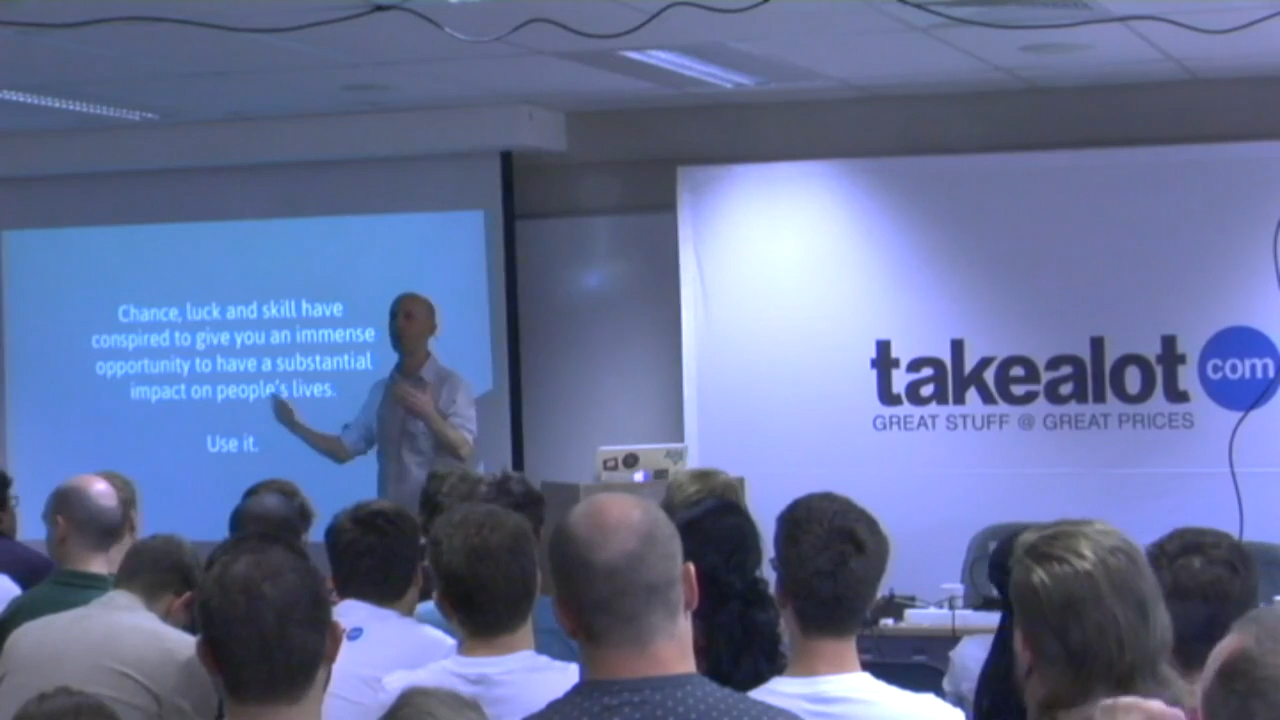 Chance, luck and skill have
conspired to give you an immense
opportunity to have a substantial
impact on people's lives.
Use it.
takealot com
GREAT STUFF @ GREAT PRICES